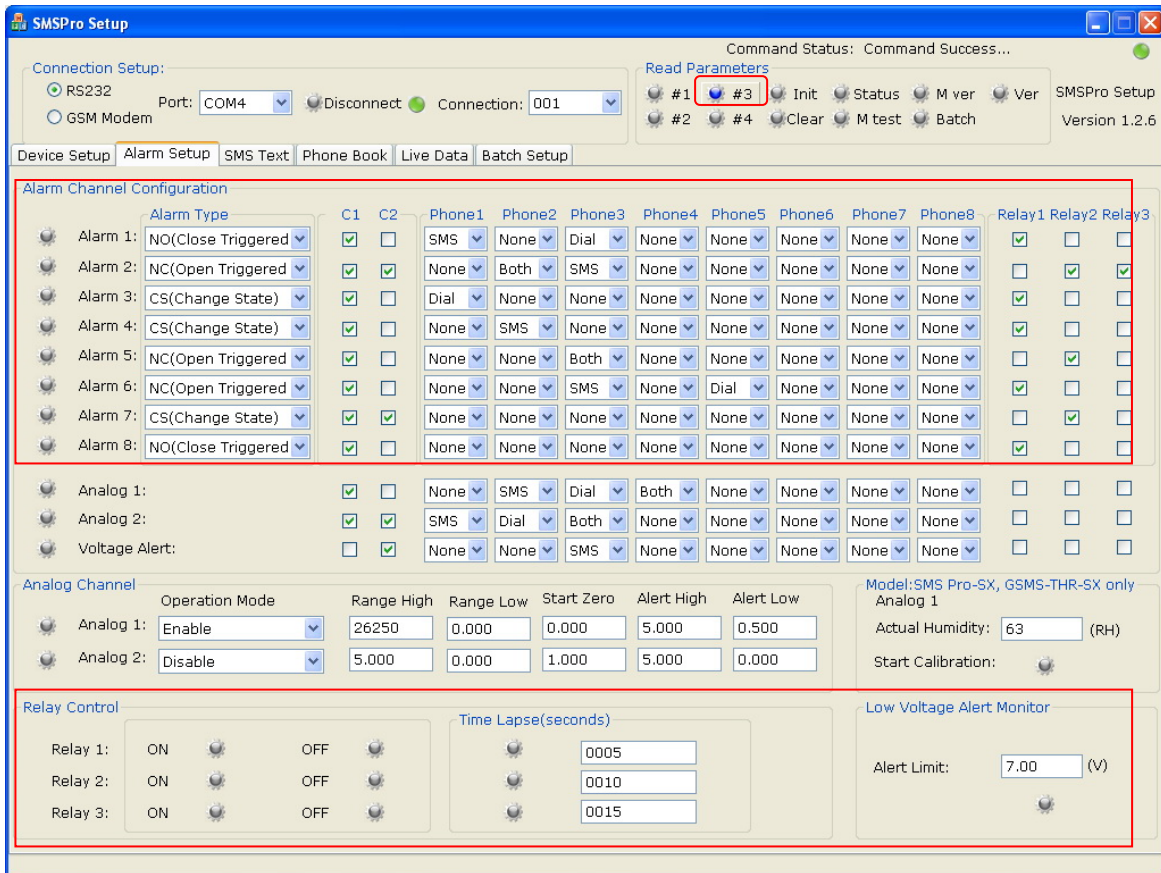 SMSPro Setup
Command Status: Command Success...
Connection Setup:
RS232
GSM Modem
Port: COM4
Disconnect
Connection: 001
Read Parameters
#1 #3 Init Status M ver Ver
#2 #4 Clear M test Batch
SMSPro Setup
Version 1.2.6
Device Setup Alarm Setup SMS Text Phone Book Live Data Batch Setup
Alarm Channel Configuration
Alarm Type C1 C2 Phone1 Phone2 Phone3 Phone4 Phone5 Phone6 Phone7 Phone8 Relay1 Relay2 Relay3
Alarm 1: NO(Close Triggered SMS None Dial None None None None None
Alarm 2: NC(Open Triggered None Both SMS None None None None None
Alarm 3: CS(Change State) Dial None None None None None None None
Alarm 4: CS(Change State) None SMS None None None None None None
Alarm 5: NC(Open Triggered None None Both None None None None None
Alarm 6: NC(Open Triggered None None SMS None Dial None None None
Alarm 7: CS(Change State) None None None None None None None None
Alarm 8: NO(Close Triggered None None None None None None None None
Analog 1: None SMS Dial Both None None None None
Analog 2: SMS Dial Both None None None None None
Voltage Alert: None None SMS None None None None None
Analog Channel
Operation Mode Range High Range Low Start Zero Alert High Alert Low
Analog 1: Enable 26250 0.000 0.000 5.000 0.500
Analog 2: Disable 5.000 0.000 1.000 5.000 0.000
Model:SMS Pro-SX, GSMS-THR-SX only
Analog 1
Actual Humidity: 63 (RH)
Start Calibration:
Relay Control
Time Lapse(seconds)
Relay 1: ON OFF 0005
Relay 2: ON OFF 0010
Relay 3: ON OFF 0015
Low Voltage Alert Monitor
Alert Limit: 7.00 (V)